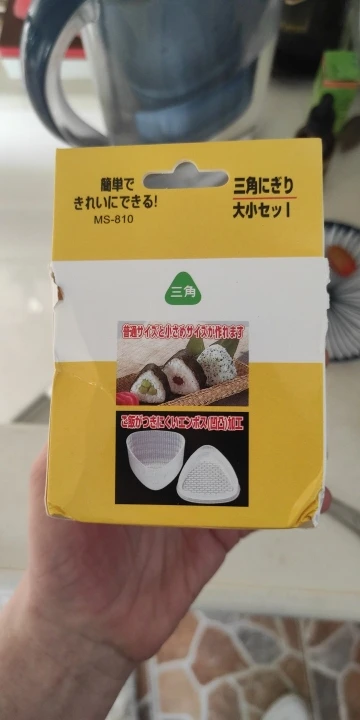 簡単で
きれいにできる!
MS-810
三角にぎり
大小セット
三角
普通サイズと小さめサイズが作れます
ご飯がつきにくいエンボス(凹凸)加工